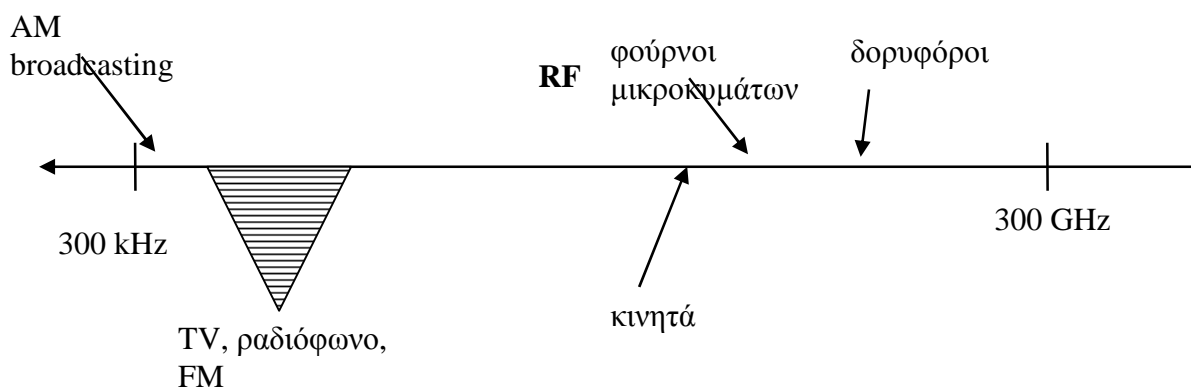 AM
broadcasting
RF
φούρνοι
μικροκυμάτων
δορυφόροι
300 kHz
300 GHz
TV, ραδιόφωνο,
FM
κινητά